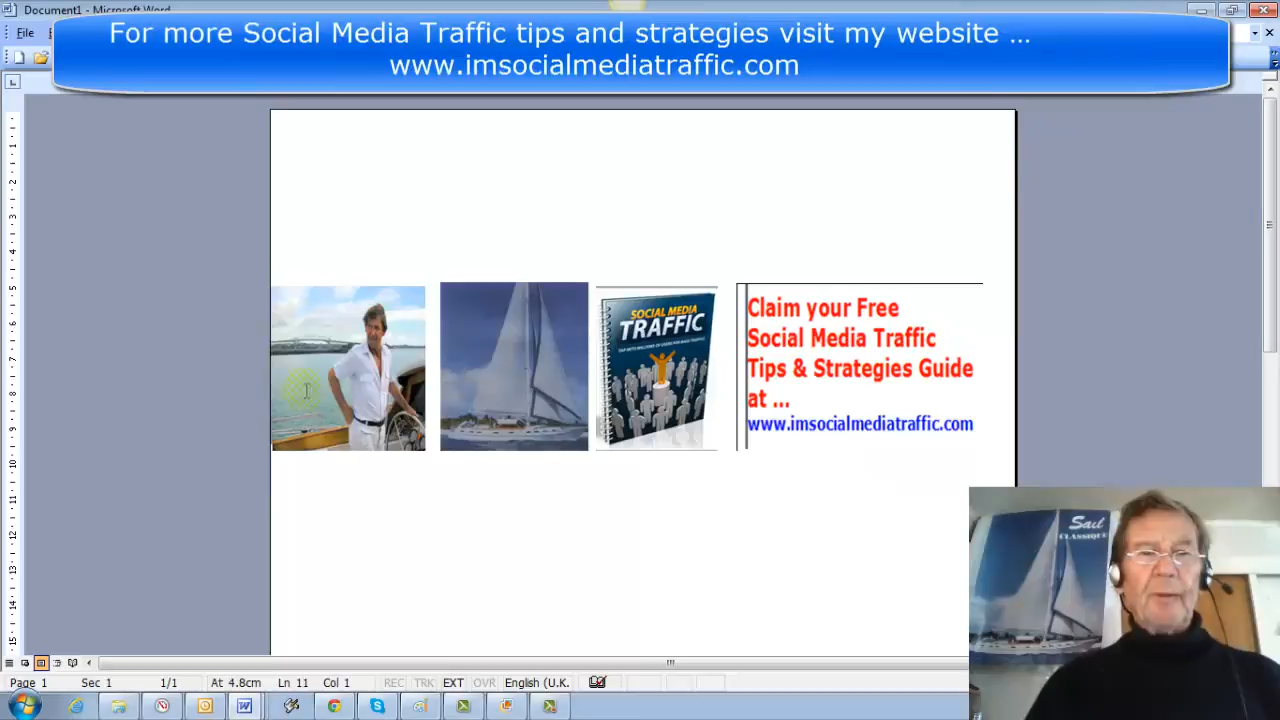 Document1 - Microsoft Word
File
For more Social Media Traffic tips and strategies visit my website ...
www.imsocialmediatraffic.com
SOCIAL MEDIA
TRAFFIC
Claim your Free
Social Media Traffic
Tips & Strategies Guide
at ...
www.imsocialmediatraffic.com
Sail
CLASSIQUE
Page 1 Sec 1 1/1 At 4.8cm Ln 11 Col 1 REC TRK EXT OVR English (U.K.